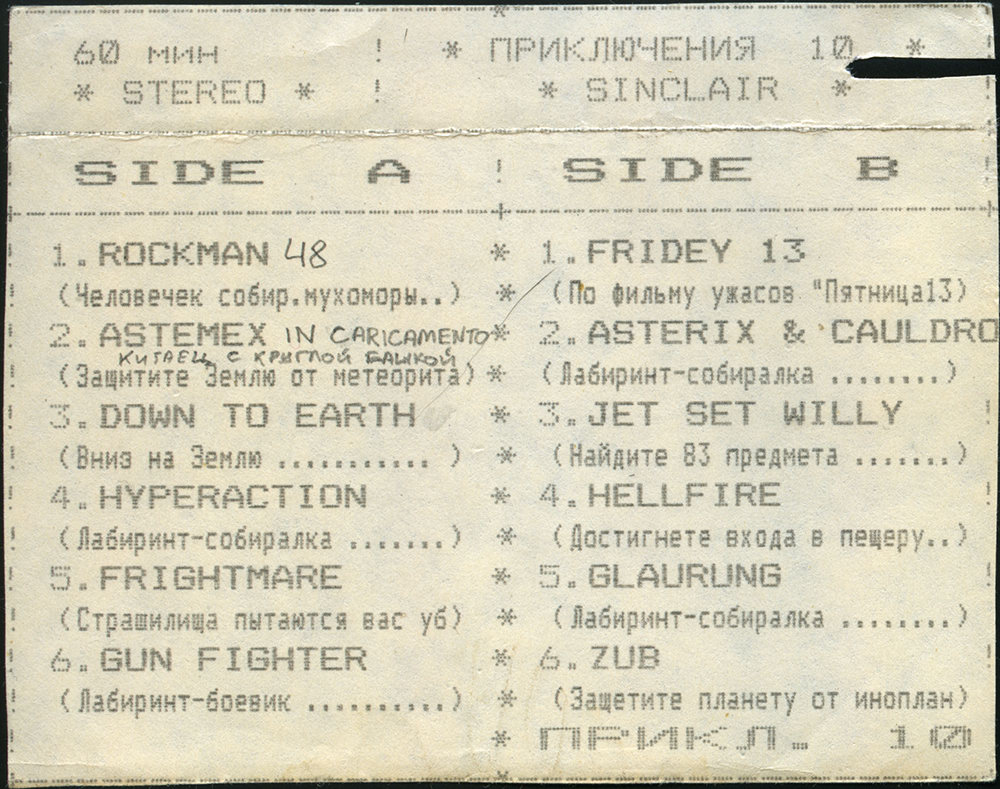 60 мин ! * ПРИКЛЮЧЕНИЯ 10 *
* STEREO * ! * SINCLAIR *
SIDE A ! SIDE B
1. ROCKMAN 48
(Человечек собир.мухоморы..)
2. ASTEMEX IN CARICAMENTO
КИТАЕЦ С КРУГЛОЙ БАШКОЙ
(Защитите Землю от метеорита)
3. DOWN TO EARTH
(Вниз на Землю ........... )
4. HYPERACTION
(Лабиринт-собиралка .......)
5. FRIGHTMARE
(Страшилища пытаются вас уб)
6. GUN FIGHTER
(Лабиринт-боевик ..........)
* 1. FRIDEY 13
* (По фильму ужасов "Пятница13)
* 2. ASTERIX & CAULDRO
* (Лабиринт-собиралка ........)
* 3. JET SET WILLY
* (Найдите 83 предмета .......)
* 4. HELLFIRE
* (Достигнете входа в пещеру..)
* 5. GLAURUNG
* (Лабиринт-собиралка ........)
* 6. ZUB
* (Защетите планету от иноплан)
* ПРИКЛ. 10